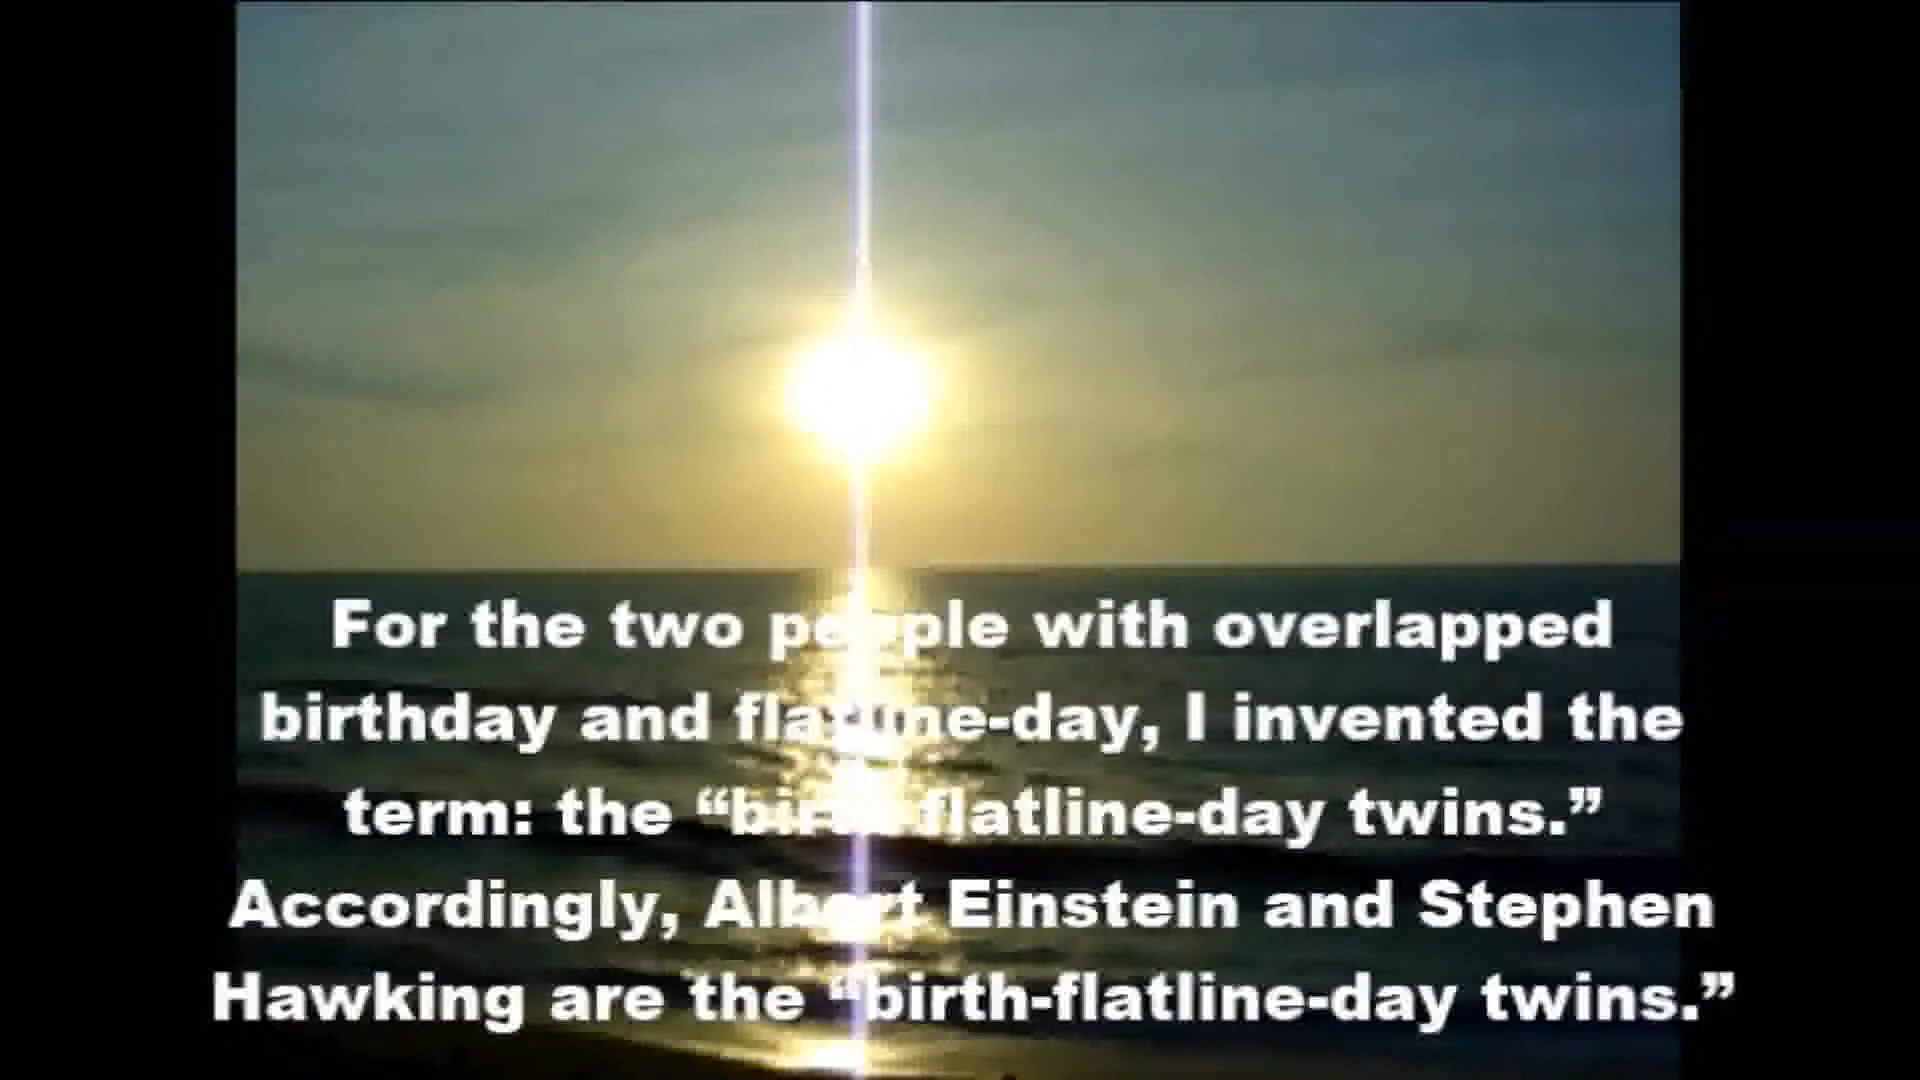 For the two people with overlapped
birthday and flatline-day, I invented the
term: the “birth-flatline-day twins.”
Accordingly, Albert Einstein and Stephen
Hawking are the “birth-flatline-day twins.”